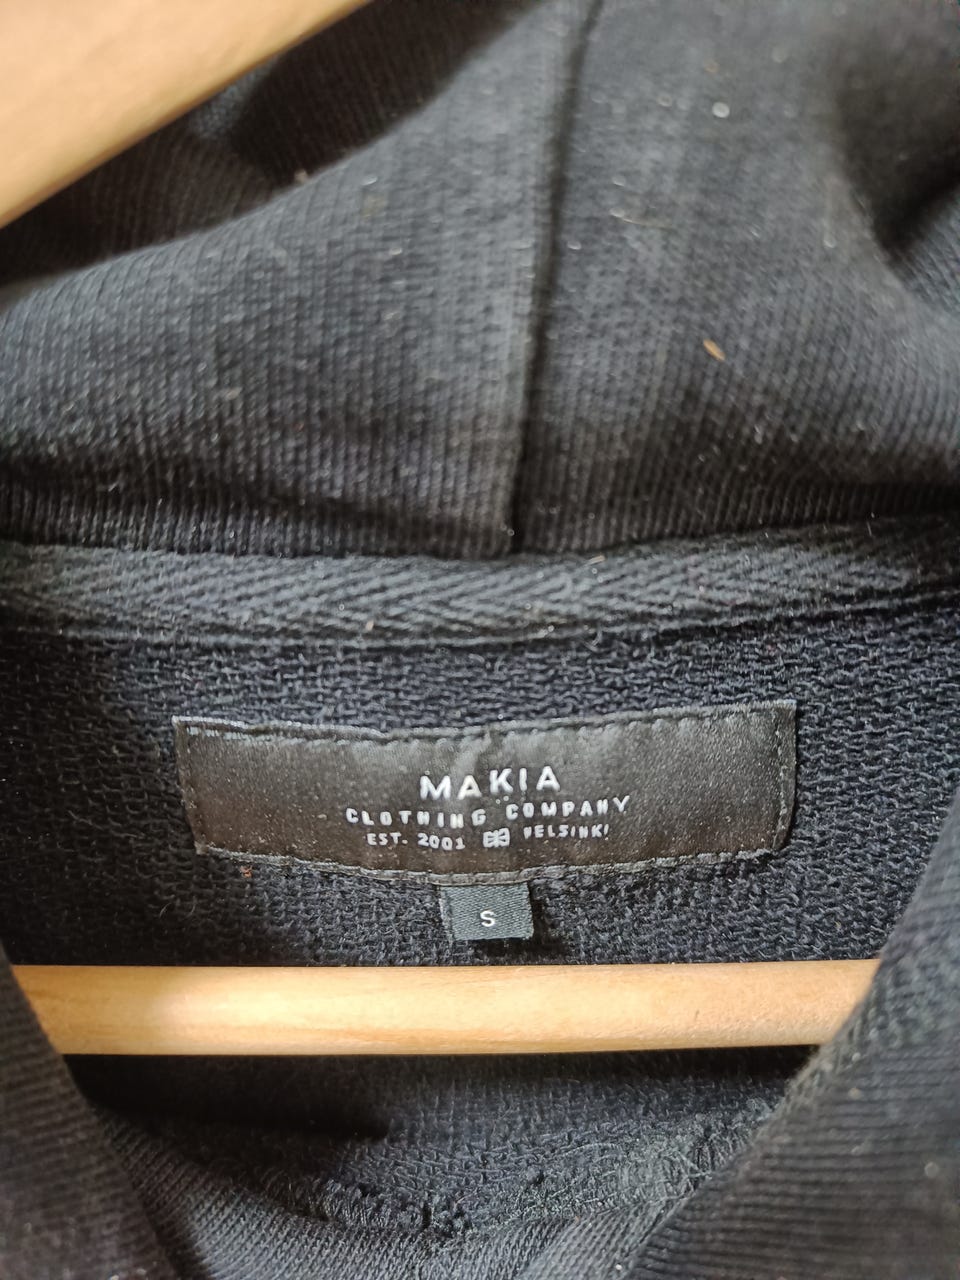 MAKIA
CLOTHING COMPANY
EST. 2001 HELSINKI
S